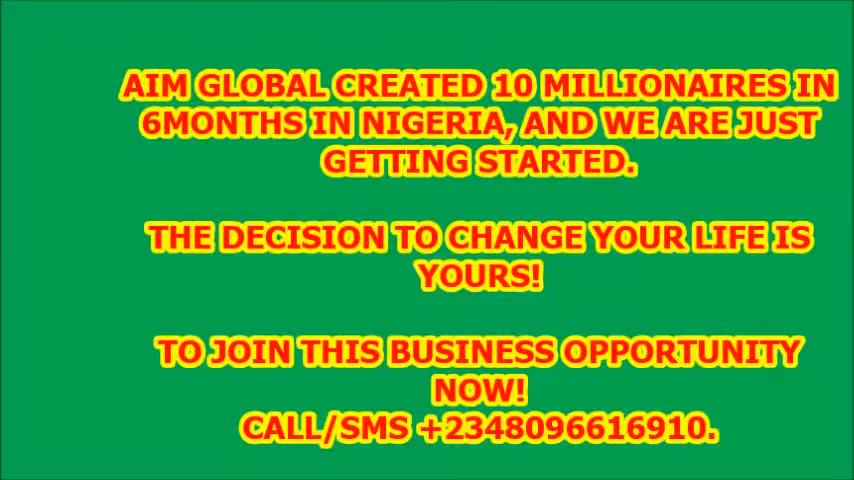 AIM GLOBAL CREATED 10 MILLIONAIRES IN
6MONTHS IN NIGERIA, AND WE ARE JUST
GETTING STARTED.
THE DECISION TO CHANGE YOUR LIFE IS
YOURS!
TO JOIN THIS BUSINESS OPPORTUNITY
NOW!
CALL/SMS +2348096616910.